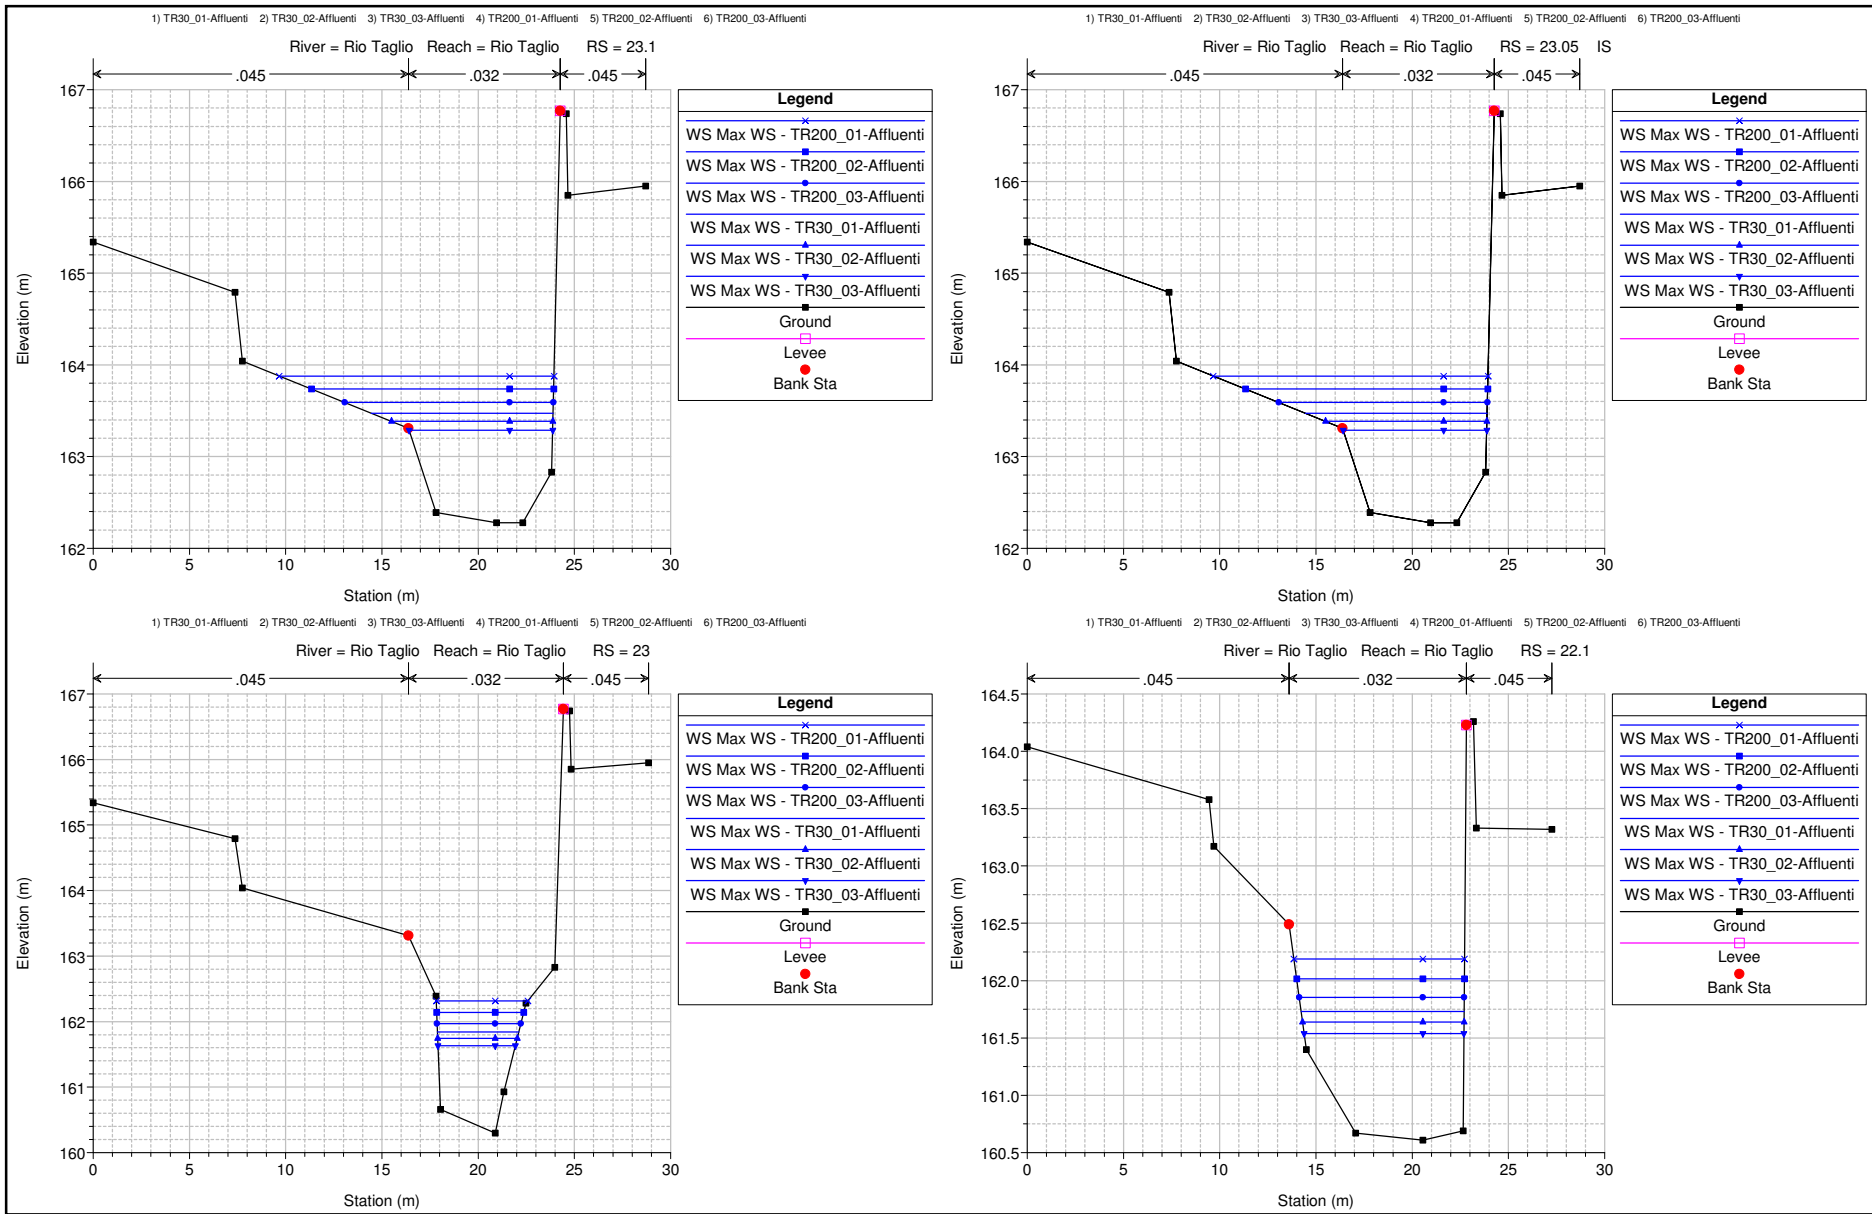 1) TR30_01-Affluenti 2) TR30_02-Affluenti 3) TR30_03-Affluenti 4) TR200_01-Affluenti 5) TR200_02-Affluenti 6) TR200_03-Affluenti
River = Rio Taglio Reach = Rio Taglio RS = 23.1
.045 .032 .045
167
166
165
164
163
162
Elevation (m)
0 5 10 15 20 25 30
Station (m)
Legend
WS Max WS - TR200_01-Affluenti
WS Max WS - TR200_02-Affluenti
WS Max WS - TR200_03-Affluenti
WS Max WS - TR30_01-Affluenti
WS Max WS - TR30_02-Affluenti
WS Max WS - TR30_03-Affluenti
Ground
Levee
Bank Sta
1) TR30_01-Affluenti 2) TR30_02-Affluenti 3) TR30_03-Affluenti 4) TR200_01-Affluenti 5) TR200_02-Affluenti 6) TR200_03-Affluenti
River = Rio Taglio Reach = Rio Taglio RS = 23.05 IS
.045 .032 .045
167
166
165
164
163
162
Elevation (m)
0 5 10 15 20 25 30
Station (m)
Legend
WS Max WS - TR200_01-Affluenti
WS Max WS - TR200_02-Affluenti
WS Max WS - TR200_03-Affluenti
WS Max WS - TR30_01-Affluenti
WS Max WS - TR30_02-Affluenti
WS Max WS - TR30_03-Affluenti
Ground
Levee
Bank Sta
1) TR30_01-Affluenti 2) TR30_02-Affluenti 3) TR30_03-Affluenti 4) TR200_01-Affluenti 5) TR200_02-Affluenti 6) TR200_03-Affluenti
River = Rio Taglio Reach = Rio Taglio RS = 23
.045 .032 .045
167
166
165
164
163
162
161
160
Elevation (m)
0 5 10 15 20 25 30
Station (m)
Legend
WS Max WS - TR200_01-Affluenti
WS Max WS - TR200_02-Affluenti
WS Max WS - TR200_03-Affluenti
WS Max WS - TR30_01-Affluenti
WS Max WS - TR30_02-Affluenti
WS Max WS - TR30_03-Affluenti
Ground
Levee
Bank Sta
1) TR30_01-Affluenti 2) TR30_02-Affluenti 3) TR30_03-Affluenti 4) TR200_01-Affluenti 5) TR200_02-Affluenti 6) TR200_03-Affluenti
River = Rio Taglio Reach = Rio Taglio RS = 22.1
.045 .032 .045
164.5
164.0
163.5
163.0
162.5
162.0
161.5
161.0
160.5
Elevation (m)
0 5 10 15 20 25 30
Station (m)
Legend
WS Max WS - TR200_01-Affluenti
WS Max WS - TR200_02-Affluenti
WS Max WS - TR200_03-Affluenti
WS Max WS - TR30_01-Affluenti
WS Max WS - TR30_02-Affluenti
WS Max WS - TR30_03-Affluenti
Ground
Levee
Bank Sta